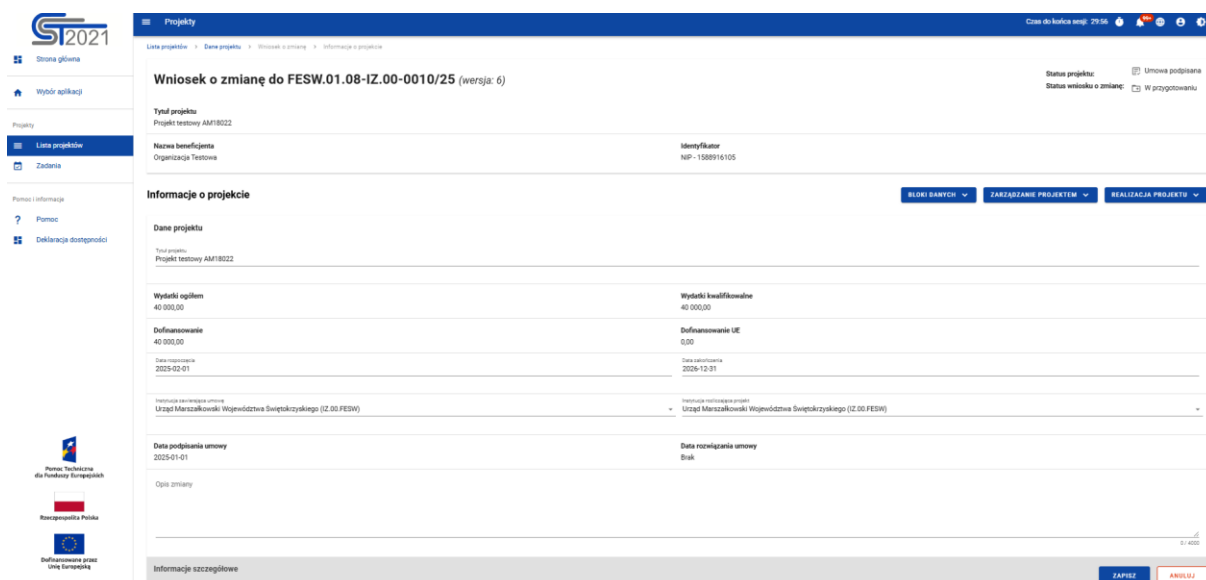 CST2021
Projekty
Czas do końca sesji: 29:56
99+
Strona główna
Wybór aplikacji
Projekty
Lista projektów
Zadania
Pomoc i informacje
Pomoc
Deklaracja dostępności
Pomoc Techniczna
dla Funduszy Europejskich
Rzeczpospolita Polska
Dofinansowane przez
Unię Europejską
Lista projektów > Dane projektu > Wniosek o zmianę > Informacje o projekcie
Wniosek o zmianę do FESW.01.08-IZ.00-0010/25 (wersja: 6)
Status projektu: Umowa podpisana
Status wniosku o zmianę: W przygotowaniu
Tytuł projektu
Projekt testowy AM18022
Nazwa beneficjenta Identyfikator
Organizacja Testowa NIP - 1588916105
Informacje o projekcie
BLOKI DANYCH ZARZĄDZANIE PROJEKTEM REALIZACJA PROJEKTU
Dane projektu
Tytuł projektu
Projekt testowy AM18022
Wydatki ogółem Wydatki kwalifikowalne
40 000,00 40 000,00
Dofinansowanie Dofinansowanie UE
40 000,00 0,00
Data rozpoczęcia Data zakończenia
2025-02-01 2026-12-31
Instytucja zawierająca umowę Instytucja rozliczająca projekt
Urząd Marszałkowski Województwa Świętokrzyskiego (IZ.00.FESW) Urząd Marszałkowski Województwa Świętokrzyskiego (IZ.00.FESW)
Data podpisania umowy Data rozwiązania umowy
2025-01-01 Brak
Opis zmiany
0 / 4000
Informacje szczegółowe
ZAPISZ ANULUJ